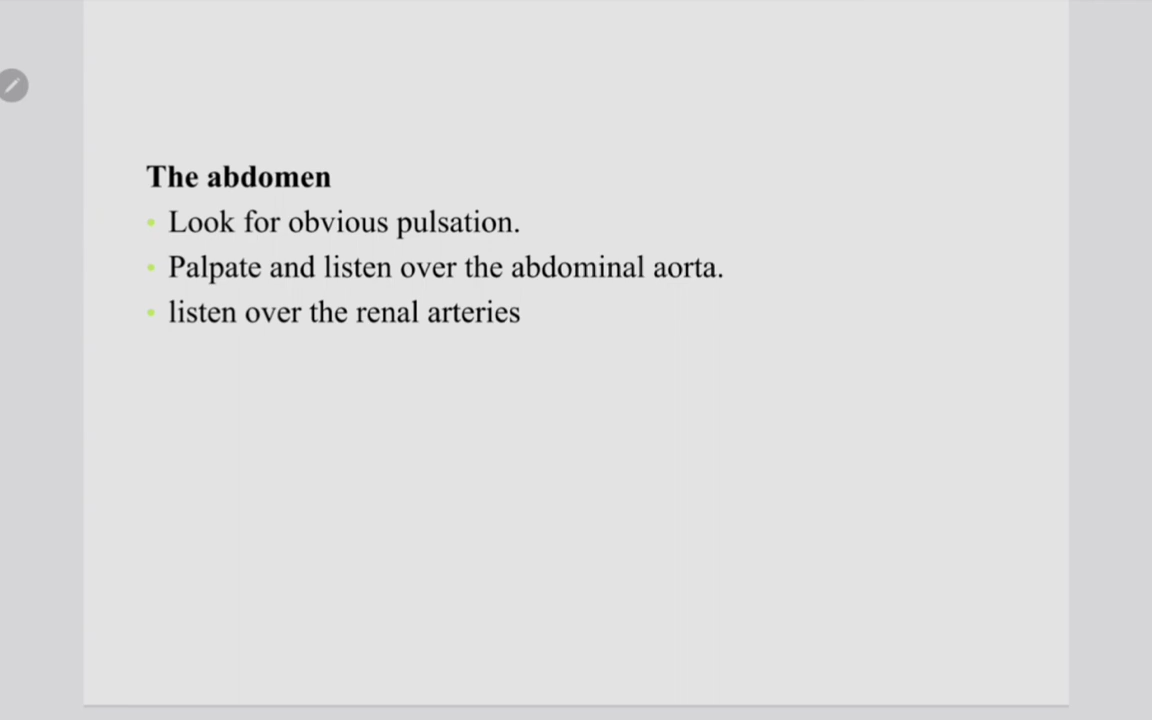 The abdomen
• Look for obvious pulsation.
• Palpate and listen over the abdominal aorta.
• listen over the renal arteries